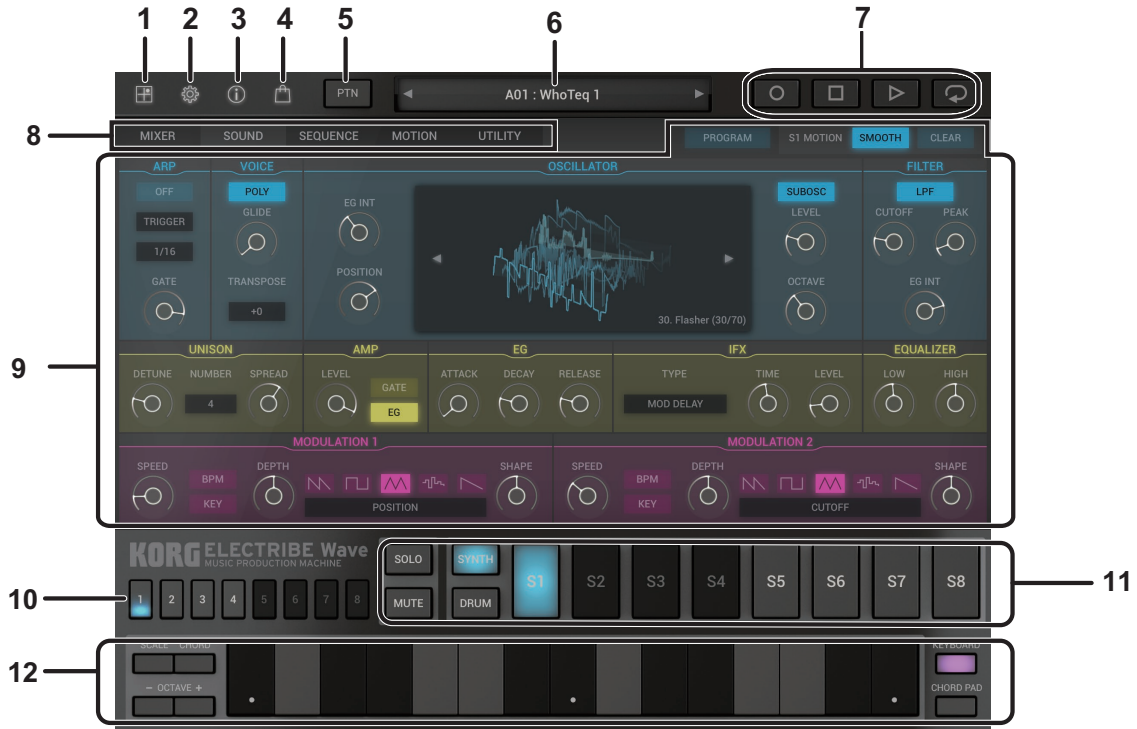 1 2 3 4 5 6 7
PTN
A01 : WhoTeq 1
8
MIXER SOUND SEQUENCE MOTION UTILITY
PROGRAM S1 MOTION SMOOTH CLEAR
9
ARP VOICE OSCILLATOR FILTER
OFF POLY SUBOSC LPF
EG INT
GLIDE LEVEL CUTOFF PEAK
TRIGGER
1/16
POSITION
GATE TRANSPOSE OCTAVE EG INT
+0
30. Flasher (30/70)
UNISON AMP EG IFX EQUALIZER
DETUNE NUMBER SPREAD LEVEL ATTACK DECAY RELEASE TYPE TIME LEVEL LOW HIGH
GATE
4 EG MOD DELAY
MODULATION 1 MODULATION 2
SPEED DEPTH SHAPE SPEED DEPTH SHAPE
BPM BPM
KEY POSITION KEY CUTOFF
KORG ELECTRIBE Wave
MUSIC PRODUCTION MACHINE
10
1 2 3 4 5 6 7 8
11
SOLO SYNTH S1 S2 S3 S4 S5 S6 S7 S8
MUTE DRUM
12
SCALE CHORD KEYBOARD
– OCTAVE + CHORD PAD